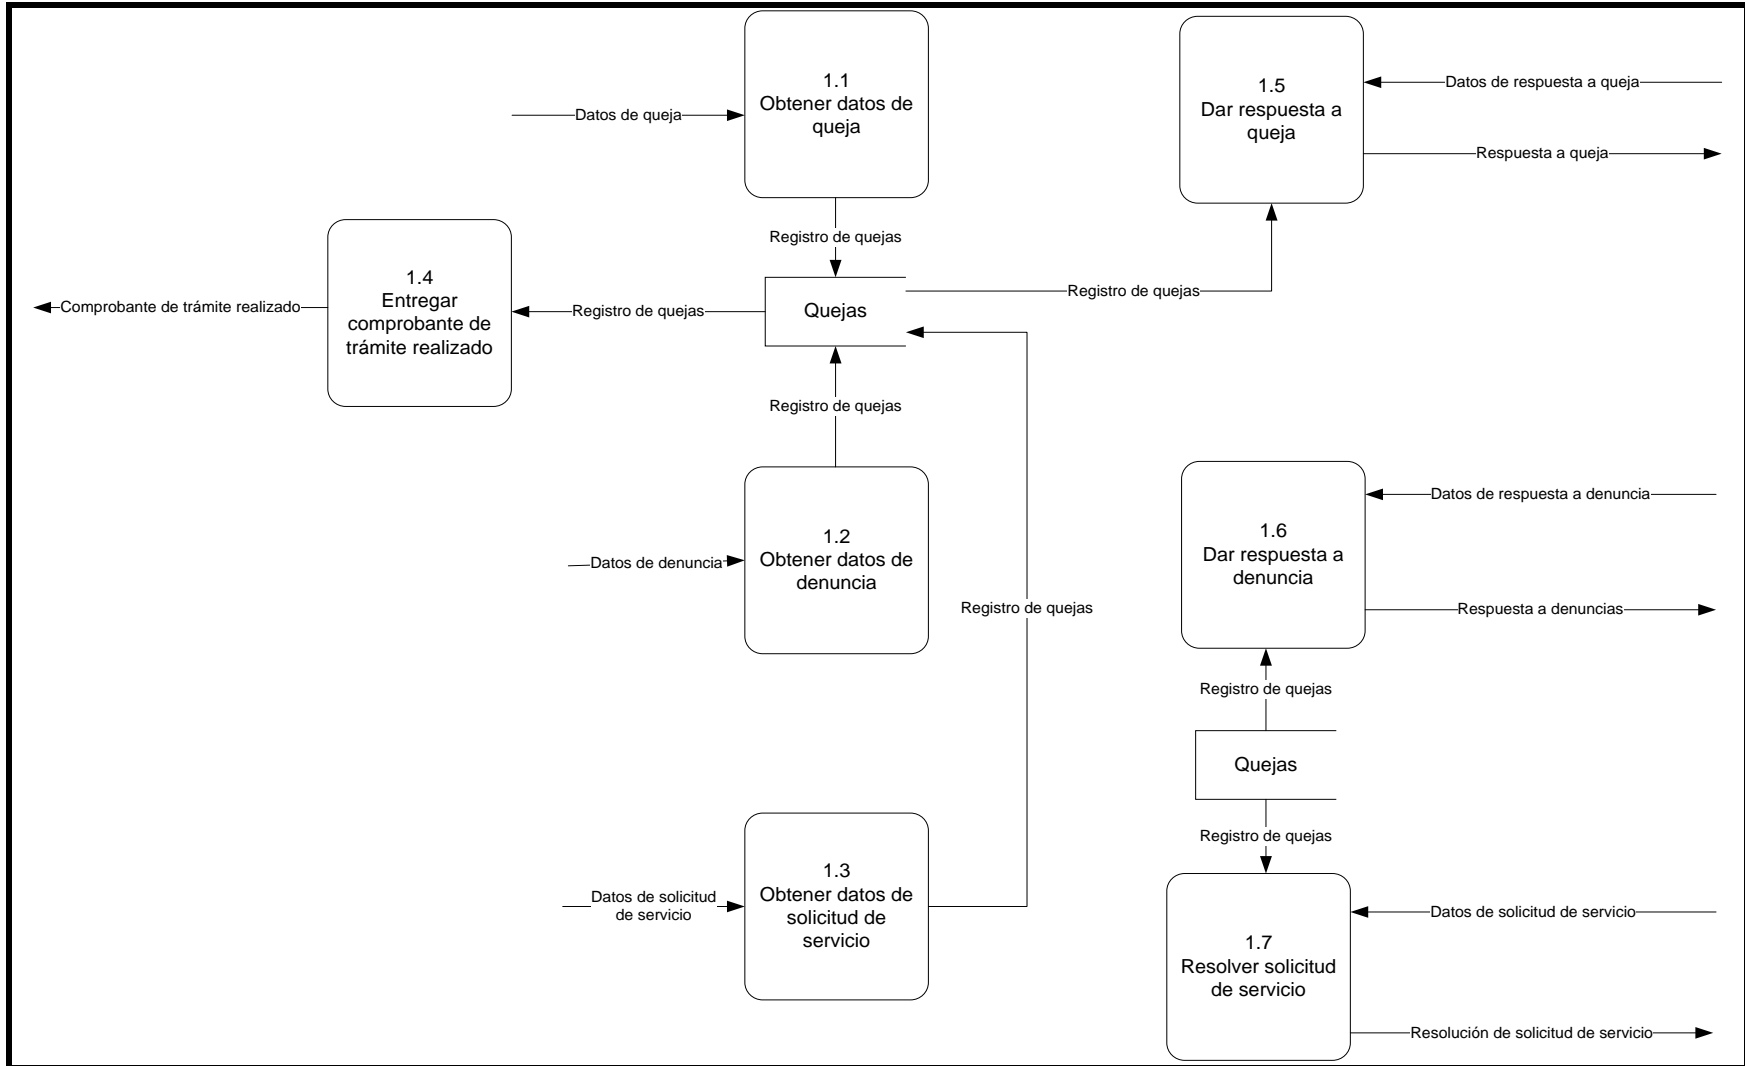 1.1
Obtener datos de
queja
Datos de queja
1.5
Dar respuesta a
queja
Datos de respuesta a queja
Respuesta a queja
Registro de quejas
1.4
Entregar
comprobante de
trámite realizado
Comprobante de trámite realizado
Registro de quejas
Quejas
Registro de quejas
Registro de quejas
1.2
Obtener datos de
denuncia
Datos de denuncia
Registro de quejas
1.6
Dar respuesta a
denuncia
Datos de respuesta a denuncia
Respuesta a denuncias
Registro de quejas
Quejas
Registro de quejas
1.3
Obtener datos de
solicitud de
servicio
Datos de solicitud
de servicio
1.7
Resolver solicitud
de servicio
Datos de solicitud de servicio
Resolución de solicitud de servicio